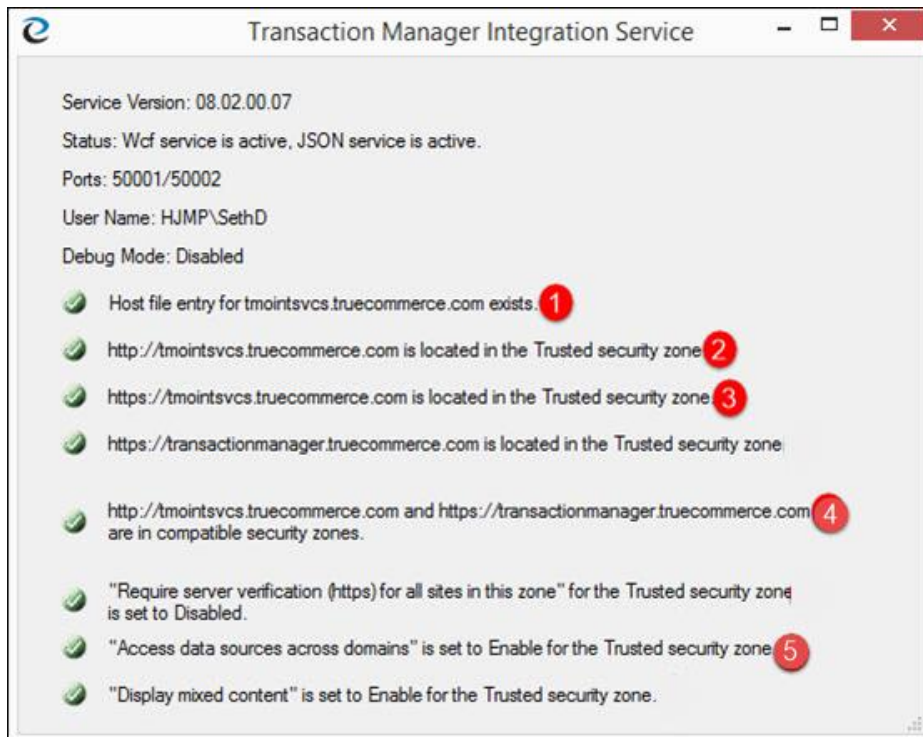 Transaction Manager Integration Service
Service Version: 08.02.00.07
Status: Wcf service is active, JSON service is active.
Ports: 50001/50002
User Name: HJMP\SethD
Debug Mode: Disabled
Host file entry for tmointsvcs.truecommerce.com exists. 1
http://tmointsvcs.truecommerce.com is located in the Trusted security zone 2
https://tmointsvcs.truecommerce.com is located in the Trusted security zone. 3
https://transactionmanager.truecommerce.com is located in the Trusted security zone
http://tmointsvcs.truecommerce.com and https://transactionmanager.truecommerce.com 4
are in compatible security zones.
"Require server verification (https) for all sites in this zone" for the Trusted security zone
is set to Disabled.
"Access data sources across domains" is set to Enable for the Trusted security zone. 5
"Display mixed content" is set to Enable for the Trusted security zone.